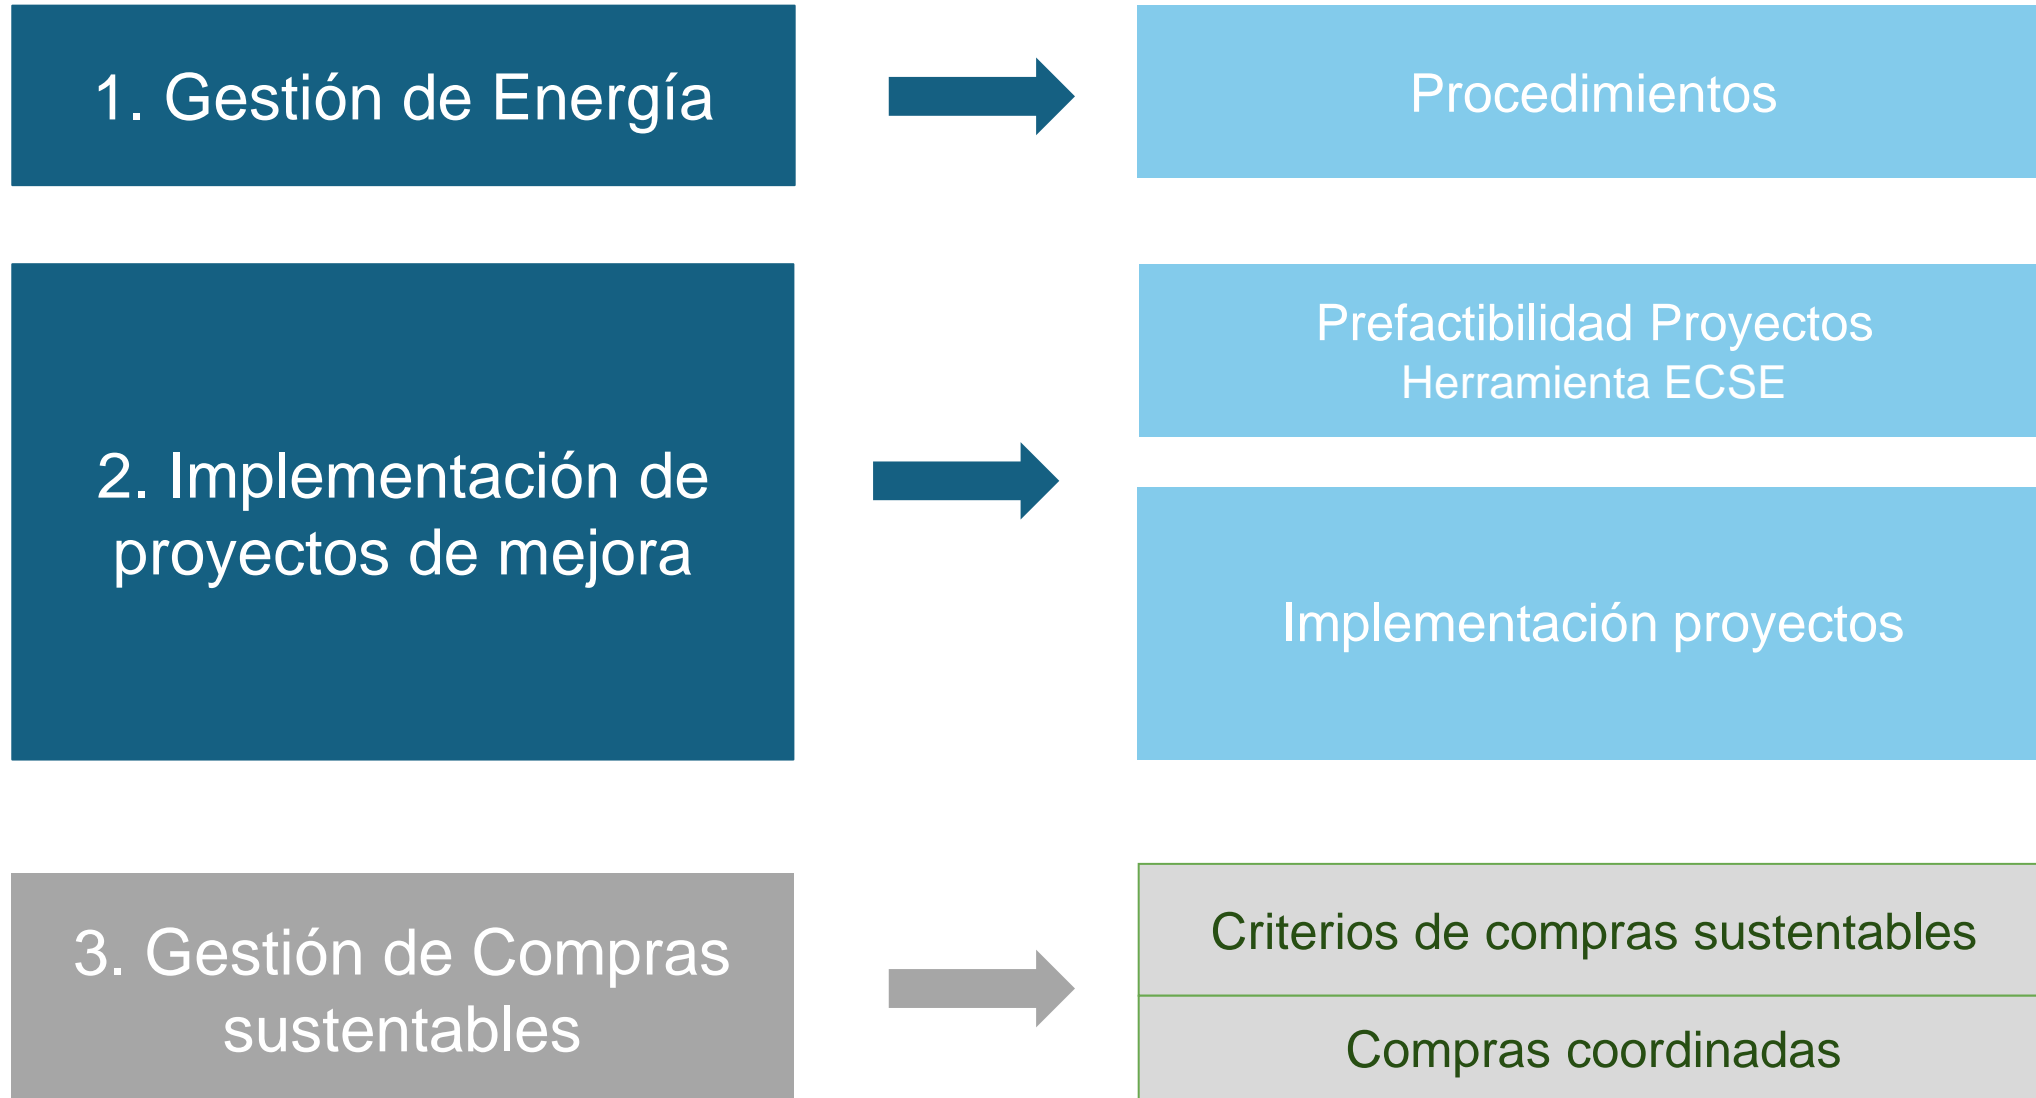 1. Gestión de Energía
Procedimientos
2. Implementación de
proyectos de mejora
Prefactibilidad Proyectos
Herramienta ECSE
Implementación proyectos
3. Gestión de Compras
sustentables
Criterios de compras sustentables
Compras coordinadas